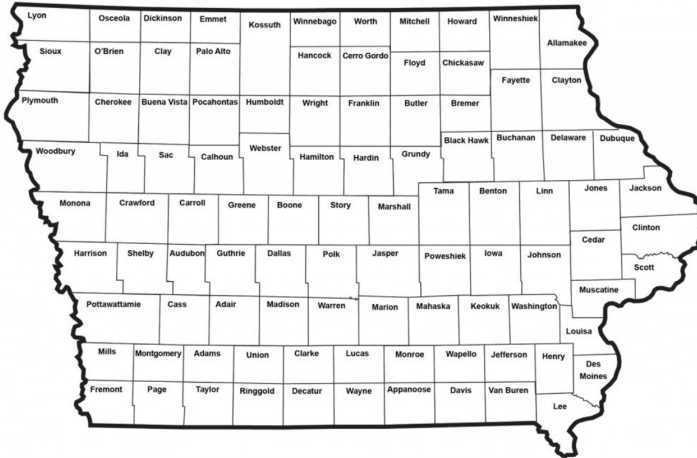 Lyon
Osceola
Dickinson
Emmet
Kossuth
Winnebago
Worth
Mitchell
Howard
Winneshiek
Allamakee
Sioux
O'Brien
Clay
Palo Alto
Hancock
Cerro Gordo
Floyd
Chickasaw
Fayette
Clayton
Plymouth
Cherokee
Buena Vista
Pocahontas
Humboldt
Wright
Franklin
Butler
Bremer
Woodbury
Ida
Sac
Calhoun
Webster
Hamilton
Hardin
Grundy
Black Hawk
Buchanan
Delaware
Dubuque
Monona
Crawford
Carroll
Greene
Boone
Story
Marshall
Tama
Benton
Linn
Jones
Jackson
Clinton
Harrison
Shelby
Audubon
Guthrie
Dallas
Polk
Jasper
Poweshiek
Iowa
Johnson
Cedar
Scott
Muscatine
Pottawattamie
Cass
Adair
Madison
Warren
Marion
Mahaska
Keokuk
Washington
Louisa
Mills
Montgomery
Adams
Union
Clarke
Lucas
Monroe
Wapello
Jefferson
Henry
Des
Moines
Fremont
Page
Taylor
Ringgold
Decatur
Wayne
Appanoose
Davis
Van Buren
Lee